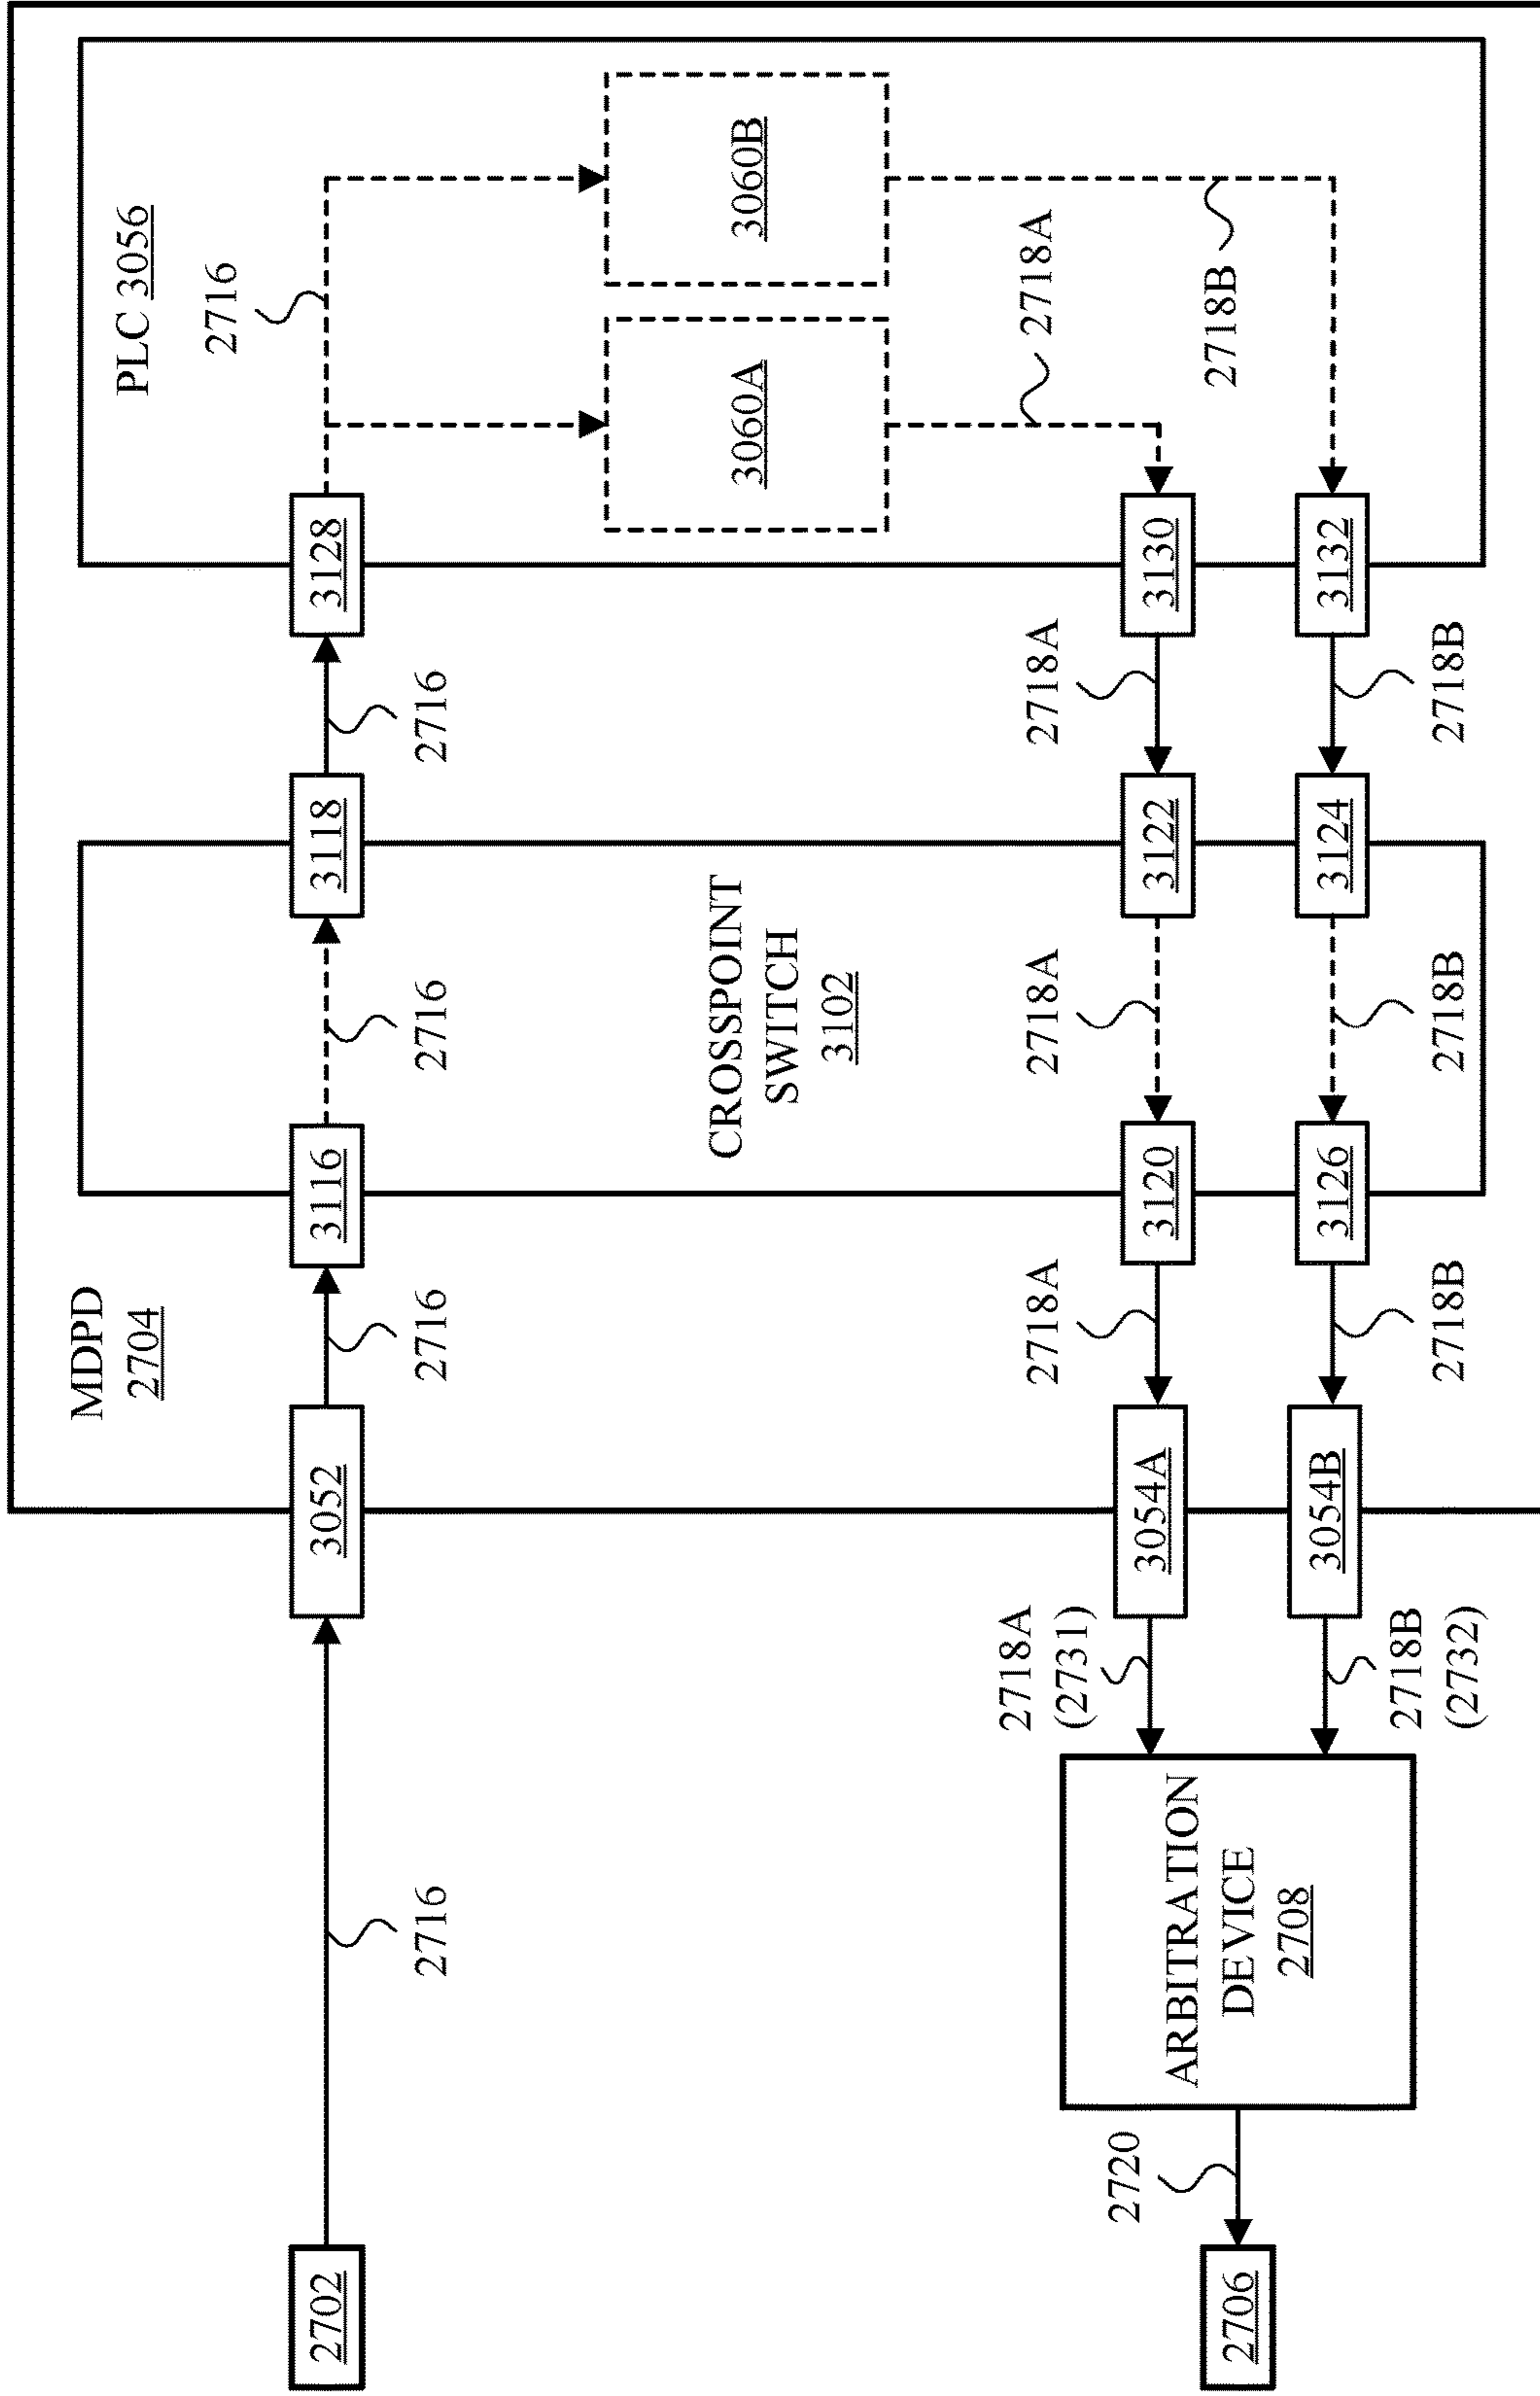 MDPD
2704
PLC 3056
2702
2716
3052
2716
3116
2716
3118
2716
3128
2716
3060A
3060B
CROSSPOINT
SWITCH
3102
2718A
2718B
2706
2720
ARBITRATION
DEVICE
2708
2718A
(2731)
3054A
2718A
3120
2718A
3122
2718A
3130
2718B
(2732)
3054B
2718B
3126
2718B
3124
2718B
3132